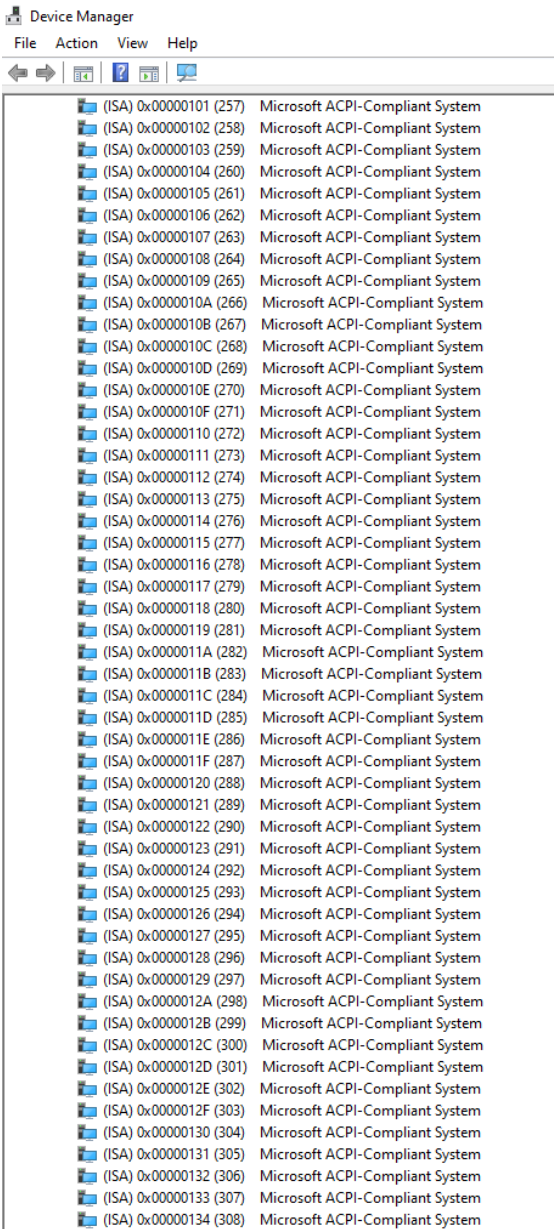 Device Manager
File Action View Help
(ISA) 0x00000101 (257) Microsoft ACPI-Compliant System
(ISA) 0x00000102 (258) Microsoft ACPI-Compliant System
(ISA) 0x00000103 (259) Microsoft ACPI-Compliant System
(ISA) 0x00000104 (260) Microsoft ACPI-Compliant System
(ISA) 0x00000105 (261) Microsoft ACPI-Compliant System
(ISA) 0x00000106 (262) Microsoft ACPI-Compliant System
(ISA) 0x00000107 (263) Microsoft ACPI-Compliant System
(ISA) 0x00000108 (264) Microsoft ACPI-Compliant System
(ISA) 0x00000109 (265) Microsoft ACPI-Compliant System
(ISA) 0x0000010A (266) Microsoft ACPI-Compliant System
(ISA) 0x0000010B (267) Microsoft ACPI-Compliant System
(ISA) 0x0000010C (268) Microsoft ACPI-Compliant System
(ISA) 0x0000010D (269) Microsoft ACPI-Compliant System
(ISA) 0x0000010E (270) Microsoft ACPI-Compliant System
(ISA) 0x0000010F (271) Microsoft ACPI-Compliant System
(ISA) 0x00000110 (272) Microsoft ACPI-Compliant System
(ISA) 0x00000111 (273) Microsoft ACPI-Compliant System
(ISA) 0x00000112 (274) Microsoft ACPI-Compliant System
(ISA) 0x00000113 (275) Microsoft ACPI-Compliant System
(ISA) 0x00000114 (276) Microsoft ACPI-Compliant System
(ISA) 0x00000115 (277) Microsoft ACPI-Compliant System
(ISA) 0x00000116 (278) Microsoft ACPI-Compliant System
(ISA) 0x00000117 (279) Microsoft ACPI-Compliant System
(ISA) 0x00000118 (280) Microsoft ACPI-Compliant System
(ISA) 0x00000119 (281) Microsoft ACPI-Compliant System
(ISA) 0x0000011A (282) Microsoft ACPI-Compliant System
(ISA) 0x0000011B (283) Microsoft ACPI-Compliant System
(ISA) 0x0000011C (284) Microsoft ACPI-Compliant System
(ISA) 0x0000011D (285) Microsoft ACPI-Compliant System
(ISA) 0x0000011E (286) Microsoft ACPI-Compliant System
(ISA) 0x0000011F (287) Microsoft ACPI-Compliant System
(ISA) 0x00000120 (288) Microsoft ACPI-Compliant System
(ISA) 0x00000121 (289) Microsoft ACPI-Compliant System
(ISA) 0x00000122 (290) Microsoft ACPI-Compliant System
(ISA) 0x00000123 (291) Microsoft ACPI-Compliant System
(ISA) 0x00000124 (292) Microsoft ACPI-Compliant System
(ISA) 0x00000125 (293) Microsoft ACPI-Compliant System
(ISA) 0x00000126 (294) Microsoft ACPI-Compliant System
(ISA) 0x00000127 (295) Microsoft ACPI-Compliant System
(ISA) 0x00000128 (296) Microsoft ACPI-Compliant System
(ISA) 0x00000129 (297) Microsoft ACPI-Compliant System
(ISA) 0x0000012A (298) Microsoft ACPI-Compliant System
(ISA) 0x0000012B (299) Microsoft ACPI-Compliant System
(ISA) 0x0000012C (300) Microsoft ACPI-Compliant System
(ISA) 0x0000012D (301) Microsoft ACPI-Compliant System
(ISA) 0x0000012E (302) Microsoft ACPI-Compliant System
(ISA) 0x0000012F (303) Microsoft ACPI-Compliant System
(ISA) 0x00000130 (304) Microsoft ACPI-Compliant System
(ISA) 0x00000131 (305) Microsoft ACPI-Compliant System
(ISA) 0x00000132 (306) Microsoft ACPI-Compliant System
(ISA) 0x00000133 (307) Microsoft ACPI-Compliant System
(ISA) 0x00000134 (308) Microsoft ACPI-Compliant System